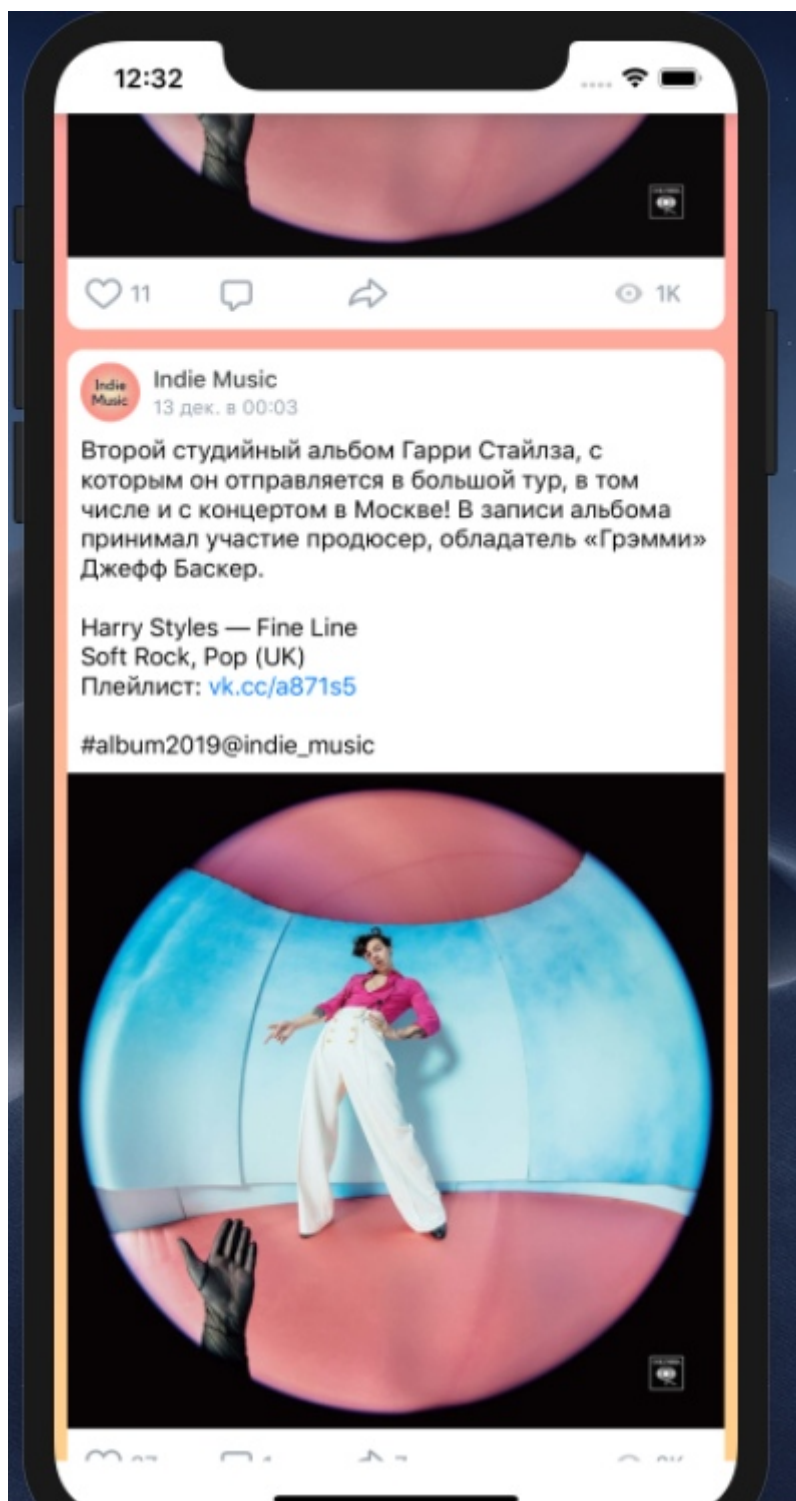 12:32
11
1K
Indie Music
Indie Music
13 дек. в 00:03
Второй студийный альбом Гарри Стайлза, с
которым он отправляется в большой тур, в том
числе и с концертом в Москве! В записи альбома
принимал участие продюсер, обладатель «Грэмми»
Джефф Баскер.
Harry Styles — Fine Line
Soft Rock, Pop (UK)
Плейлист: vk.cc/a871s5
#album2019@indie_music